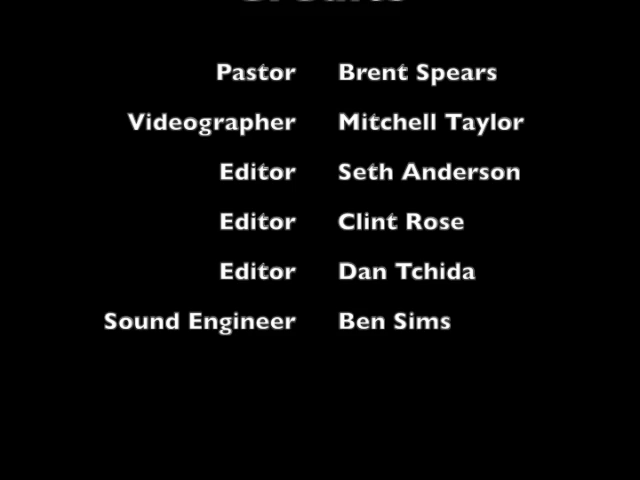 Pastor Brent Spears
Videographer Mitchell Taylor
Editor Seth Anderson
Editor Clint Rose
Editor Dan Tchida
Sound Engineer Ben Sims